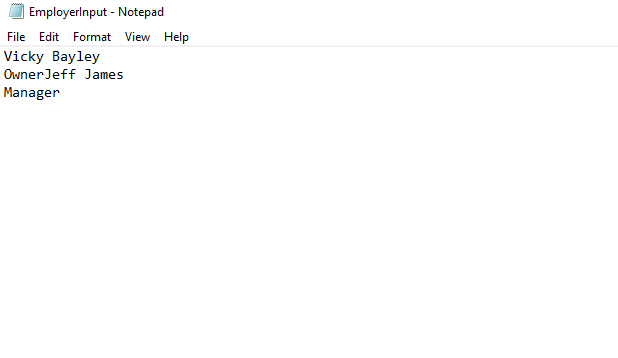 EmployerInput - Notepad
File Edit Format View Help
Vicky Bayley
OwnerJeff James
Manager